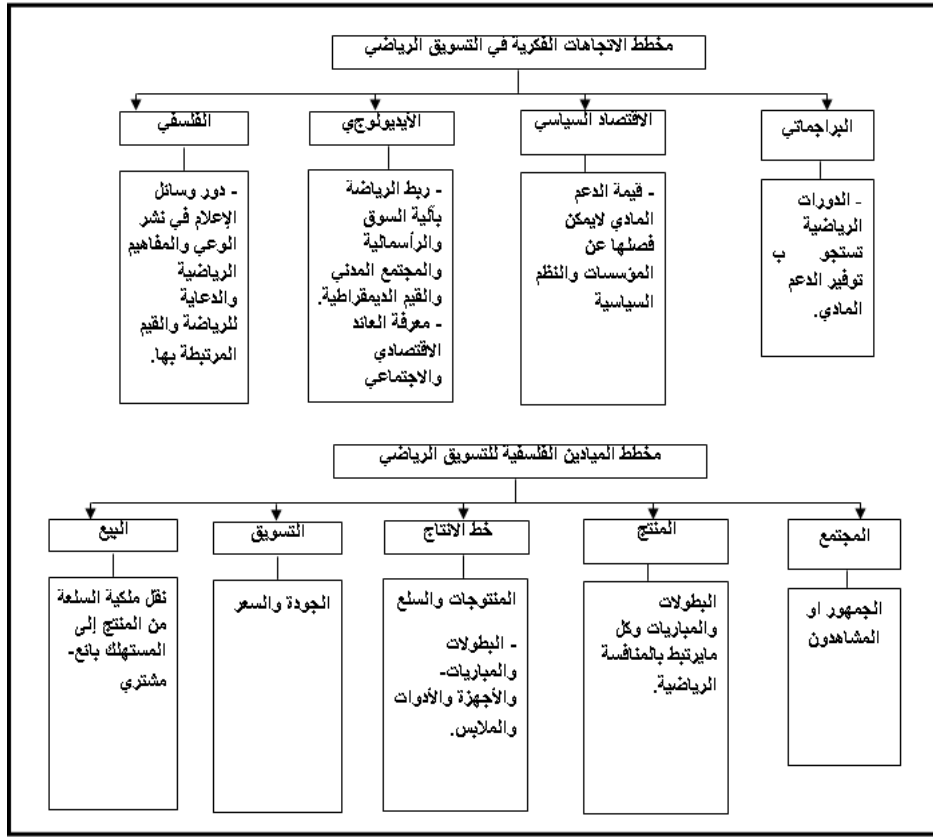 مخطط الاتجاهات الفكرية في التسويق الرياضي
البراجماتي
- الدورات
الرياضية
تستجو ب
توفير الدعم
المادي.
الاقتصاد السياسي
- قيمة الدعم
المادي لايمكن
فصلها عن
المؤسسات والنظم
السياسية
الأيديولوجي
- ربط الرياضة
بآلية السوق
والرأسمالية
والمجتمع المدني
والقيم الديمقراطية.
- معرفة العائد
الاقتصادي
والاجتماعي
الفلسفي
- دور وسائل
الإعلام في نشر
الوعي والمفاهيم
الرياضية
والدعاية
للرياضة والقيم
المرتبطة بها.
مخطط الميادين الفلسفية للتسويق الرياضي
المجتمع
الجمهور او
المشاهدون
المنتج
البطولات
والمباريات وكل
مايرتبط بالمنافسة
الرياضية.
خط الانتاج
المنتوجات والسلع
- البطولات
والمباريات-
والأجهزة والأدوات
والملابس.
التسويق
الجودة والسعر
البيع
نقل ملكية السلعة
من المنتج إلى
المستهلك بائع-
مشتري